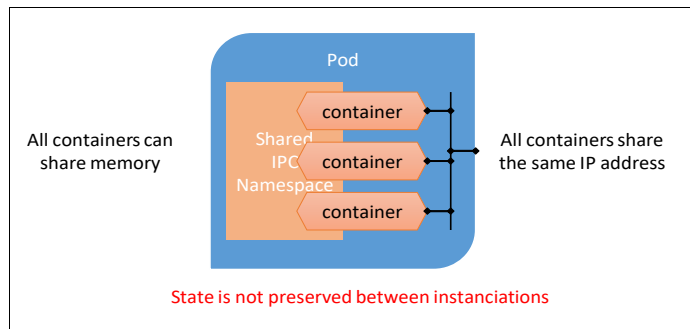 Pod
container
All containers can
share memory
Shared
IPC
Namespace
container
All containers share
the same IP address
container
State is not preserved between instanciations